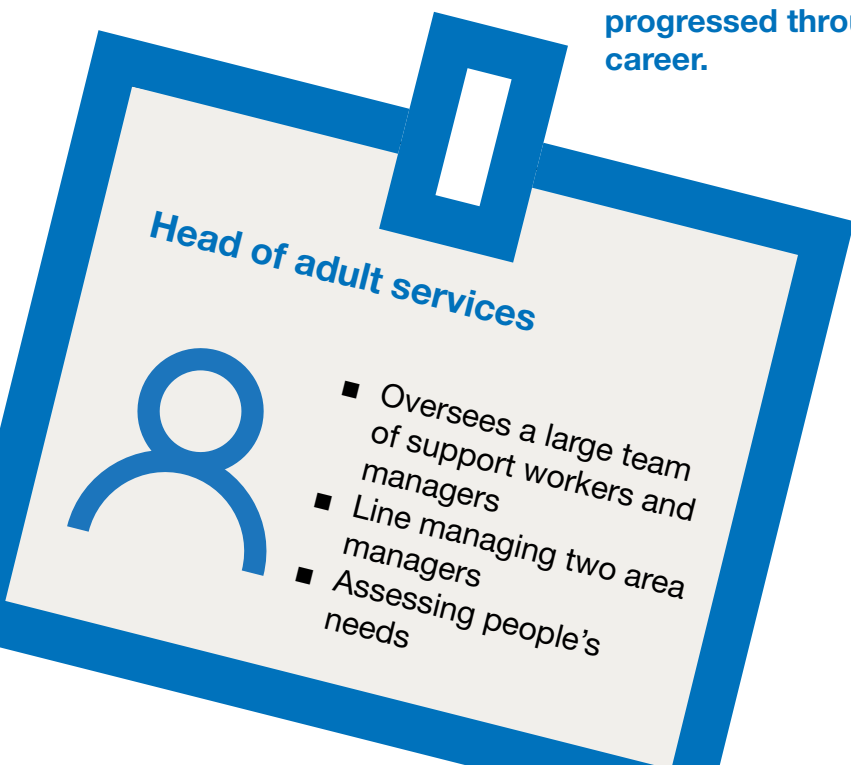 progressed
career.
Head of adult services
■ Oversees a large team
of support workers and
managers
■ Line managing two area
managers
■ Assessing people’s
needs